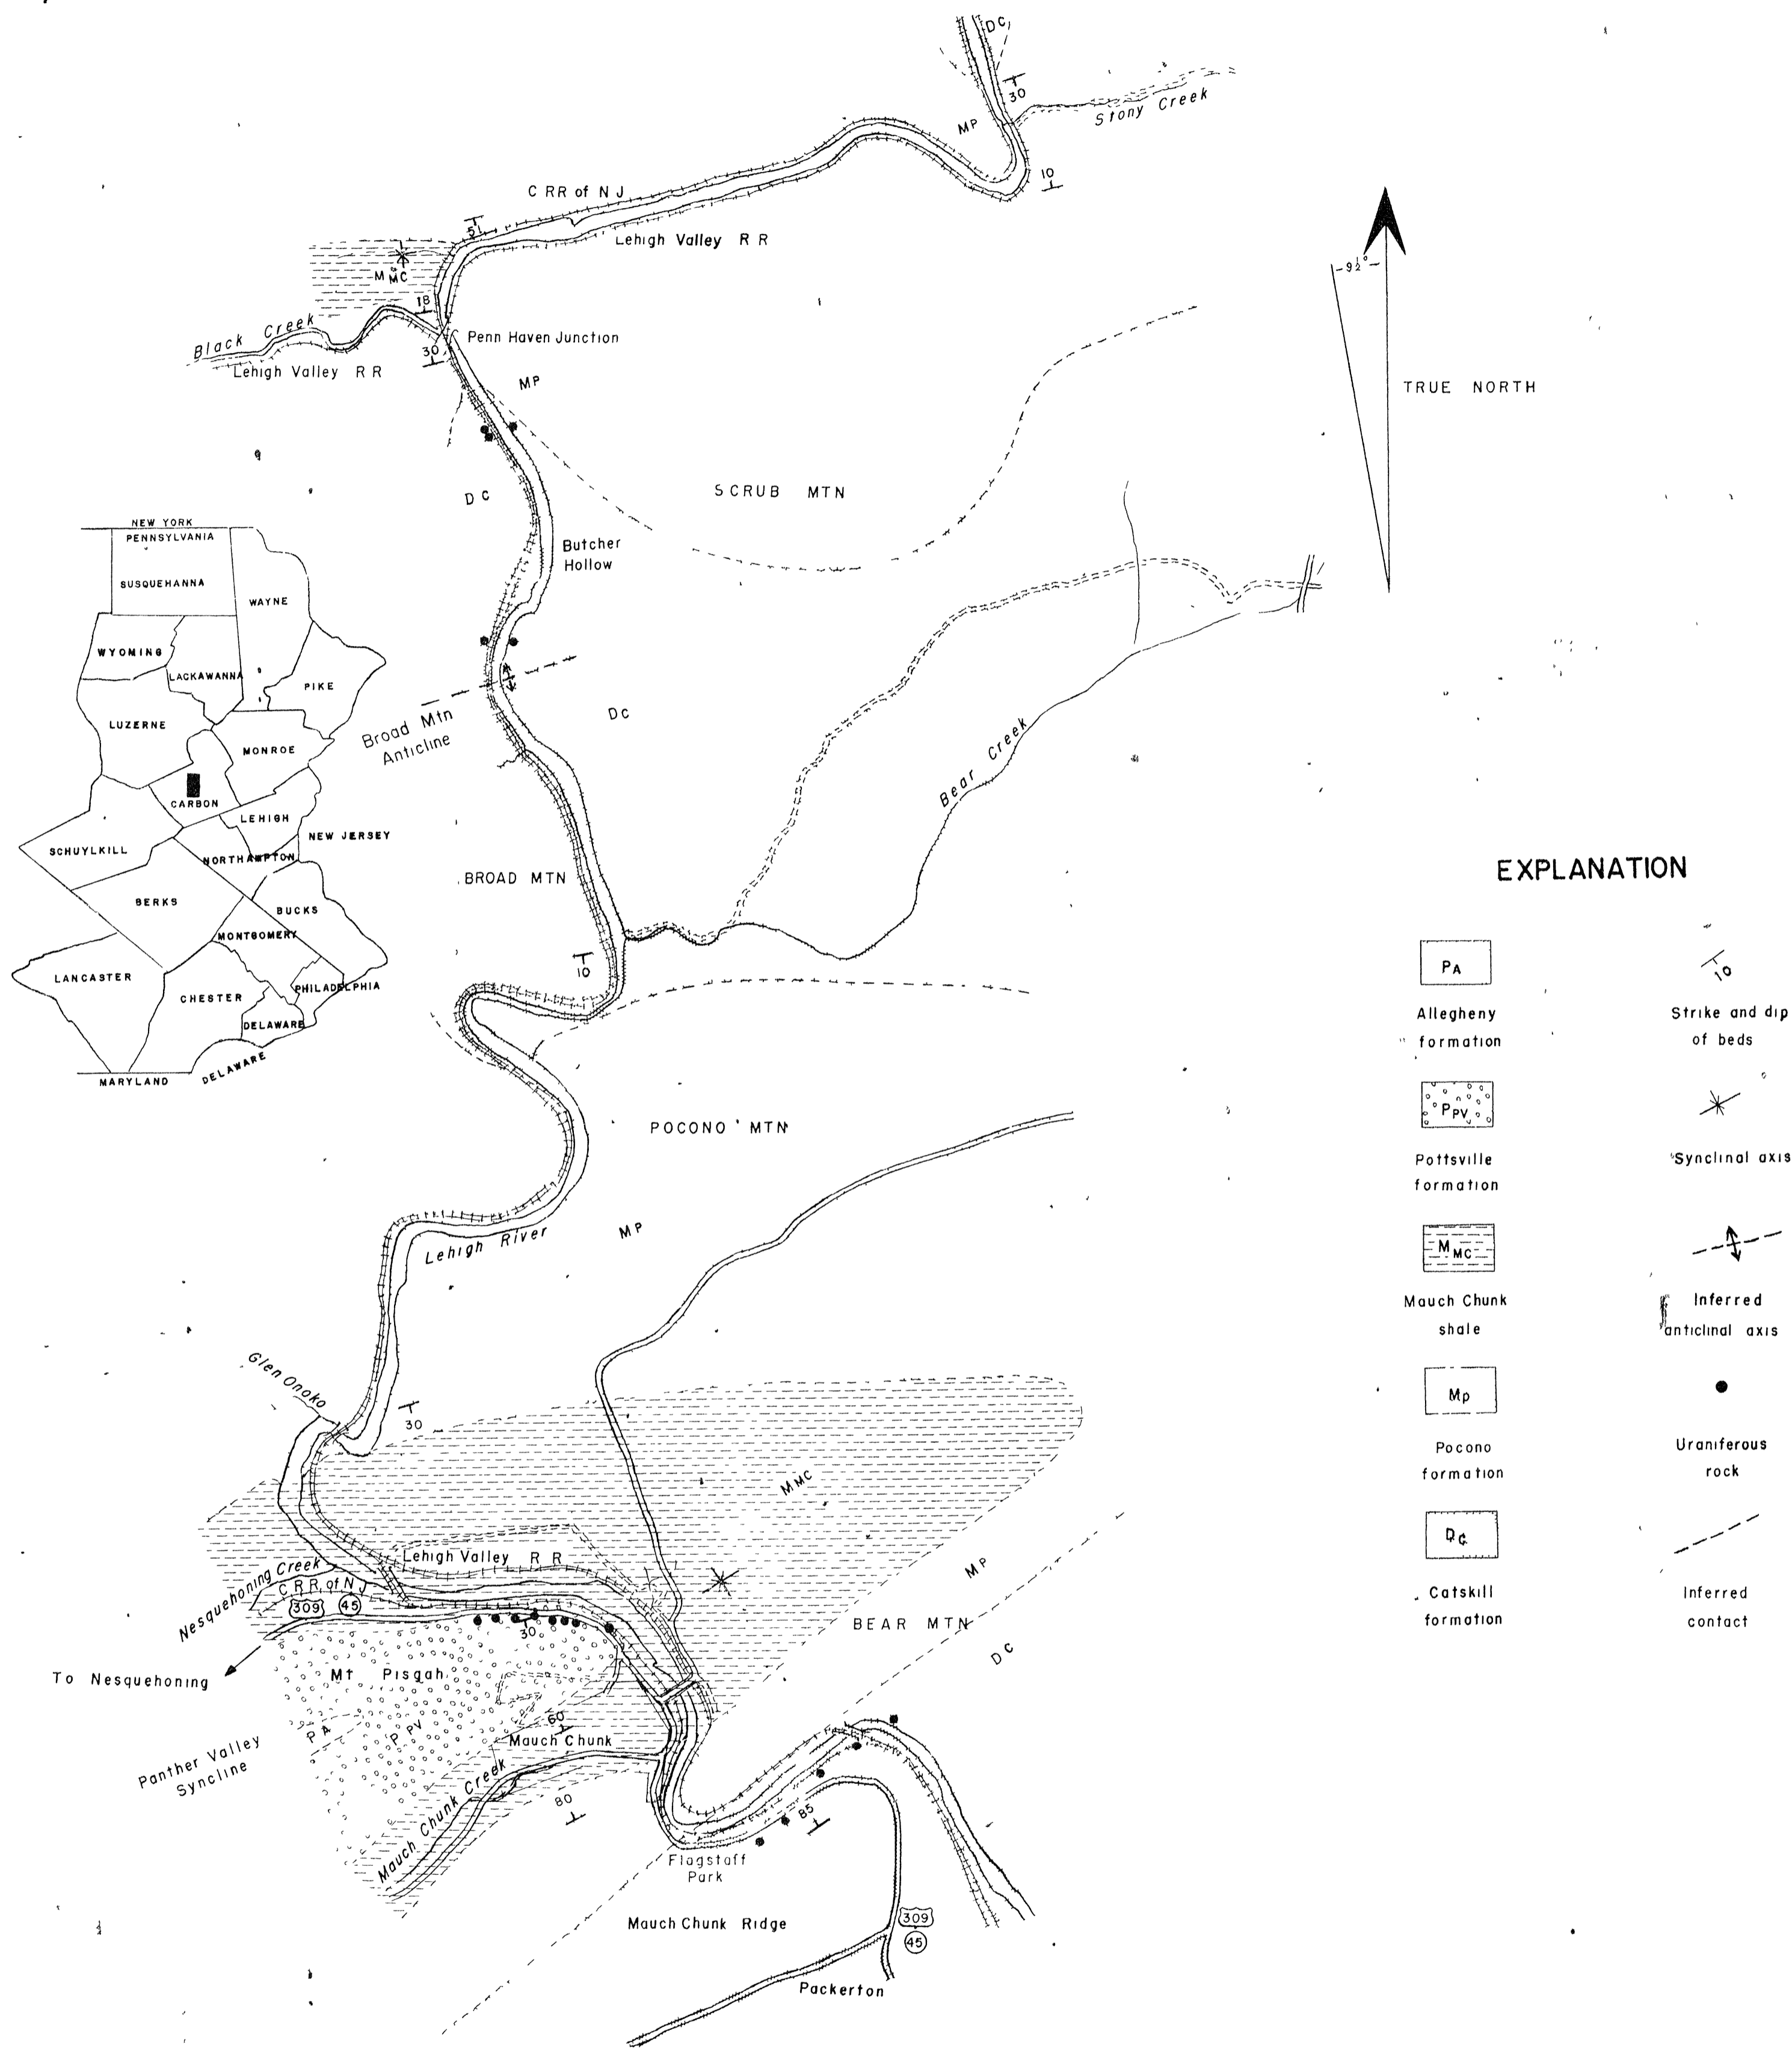 DC
30
Stony Creek
MP
10
C RR of N J
51
Lehigh Valley R R
MMC
18
Black Creek
Penn Haven Junction
30
Lehigh Valley R R
MP
9½°
TRUE NORTH
DC
SCRUB MTN
Butcher
Hollow
NEW YORK
PENNSYLVANIA
SUSQUEHANNA
WAYNE
WYOMING
LACKAWANNA
PIKE
LUZERNE
MONROE
CARBON
LEHIGH
NEW JERSEY
SCHUYLKILL
NORTHAMPTON
BERKS
BUCKS
MONTGOMERY
LANCASTER
CHESTER
PHILADELPHIA
DELAWARE
MARYLAND
DELAWARE
Broad Mtn
Anticline
Dc
Bear Creek
BROAD MTN
10
POCONO MTN
Lehigh River
MP
Glen Onoko
30
MMC
Lehigh Valley R R
Nesquehoning Creek
C R R of N J
309
45
30
MP
BEAR MTN
DC
To Nesquehoning
Mt Pisgah
PA
P PV
60
Mauch Chunk
Panther Valley
Syncline
Mauch Chunk Creek
80
85
Flagstaff
Park
Mauch Chunk Ridge
309
45
Packerton
EXPLANATION
PA
Allegheny
formation
PPV
Pottsville
formation
MMC
Mauch Chunk
shale
Mp
Pocono
formation
Dc
Catskill
formation
10
Strike and dip
of beds
Synclinal axis
Inferred
anticlinal axis
Uraniferous
rock
Inferred
contact